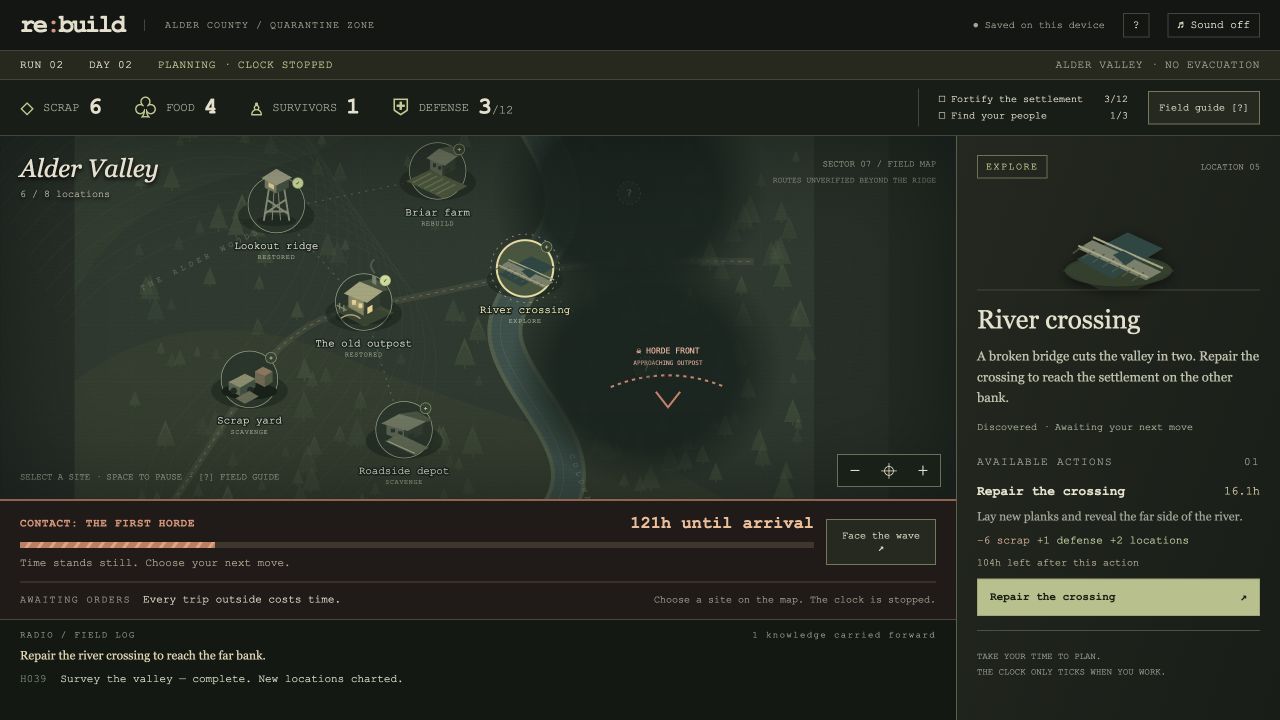 re:build
ALDER COUNTY / QUARANTINE ZONE
● Saved on this device
?
♬ Sound off
RUN 02
DAY 02
PLANNING · CLOCK STOPPED
ALDER VALLEY · NO EVACUATION
SCRAP 6
FOOD 4
SURVIVORS 1
DEFENSE 3/12
☐ Fortify the settlement 3/12
☐ Find your people 1/3
Field guide [?]
Alder Valley
6 / 8 locations
SECTOR 07 / FIELD MAP
ROUTES UNVERIFIED BEYOND THE RIDGE
?
THE ALDER WOODS
Lookout ridge
RESTORED
Briar farm
REBUILD
River crossing
EXPLORE
The old outpost
RESTORED
Scrap yard
SCAVENGE
Roadside depot
SCAVENGE
☠ HORDE FRONT
APPROACHING OUTPOST
SELECT A SITE · SPACE TO PAUSE · [?] FIELD GUIDE
− +
CONTACT: THE FIRST HORDE
121h until arrival
Time stands still. Choose your next move.
Face the wave
↗
AWAITING ORDERS Every trip outside costs time.
Choose a site on the map. The clock is stopped.
RADIO / FIELD LOG
1 knowledge carried forward
Repair the river crossing to reach the far bank.
H039 Survey the valley — complete. New locations charted.
EXPLORE
LOCATION 05
River crossing
A broken bridge cuts the valley in two. Repair the
crossing to reach the settlement on the other
bank.
Discovered · Awaiting your next move
AVAILABLE ACTIONS 01
Repair the crossing 16.1h
Lay new planks and reveal the far side of the river.
−6 scrap +1 defense +2 locations
104h left after this action
Repair the crossing ↗
TAKE YOUR TIME TO PLAN.
THE CLOCK ONLY TICKS WHEN YOU WORK.